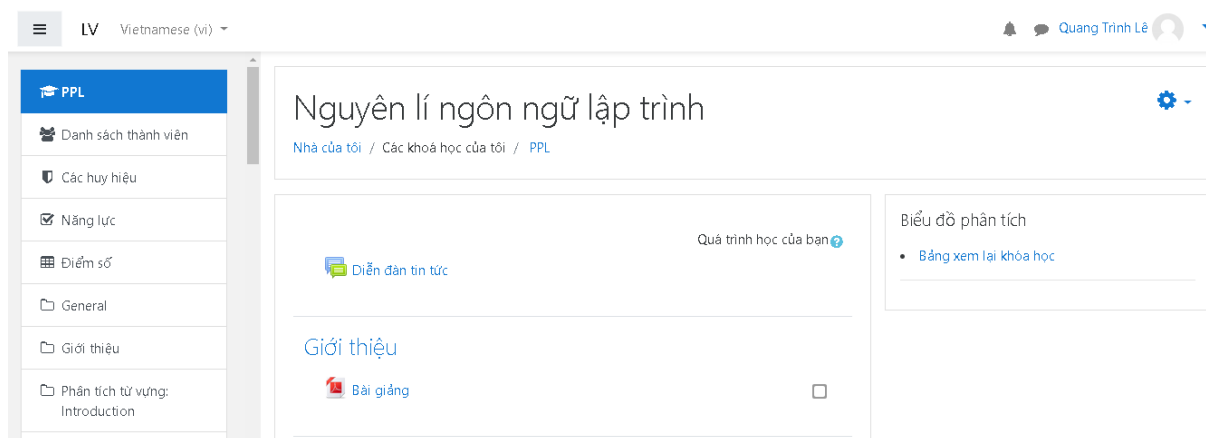 LV Vietnamese (vi)
Quang Trình Lê
PPL
Danh sách thành viên
Các huy hiệu
Năng lực
Điểm số
General
Giới thiệu
Phân tích từ vựng:
Introduction
Nguyên lí ngôn ngữ lập trình
Nhà của tôi / Các khoá học của tôi / PPL
Quá trình học của bạn
Diễn đàn tin tức
Giới thiệu
Bài giảng
Biểu đồ phân tích
Bảng xem lại khóa học